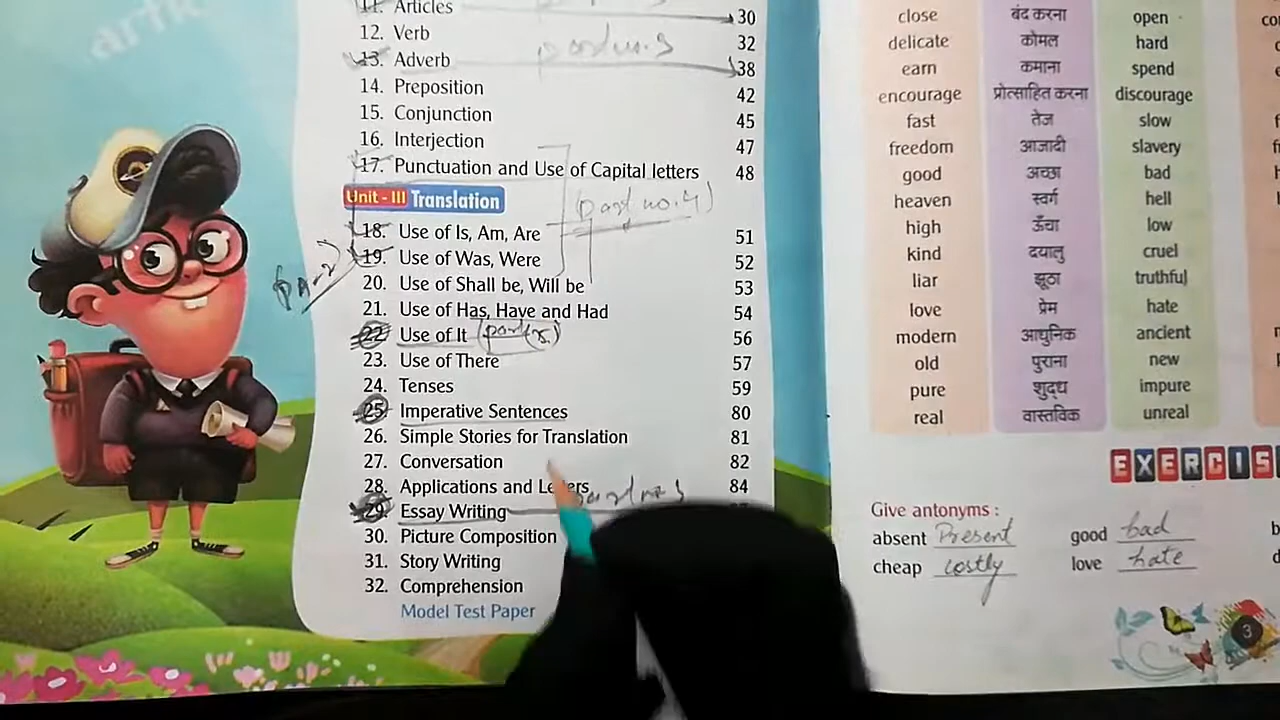 11. Articles 30
12. Verb 32
13. Adverb 38
14. Preposition 42
15. Conjunction 45
16. Interjection 47
17. Punctuation and Use of Capital letters 48
Unit - III Translation
18. Use of Is, Am, Are 51
19. Use of Was, Were 52
20. Use of Shall be, Will be 53
21. Use of Has, Have and Had 54
22. Use of It 56
23. Use of There 57
24. Tenses 59
25. Imperative Sentences 80
26. Simple Stories for Translation 81
27. Conversation 82
28. Applications and Letters 84
29. Essay Writing
30. Picture Composition
31. Story Writing
32. Comprehension
Model Test Paper
close बंद करना open
delicate कोमल hard
earn कमाना spend
encourage प्रोत्साहित करना discourage
fast तेज slow
freedom आजादी slavery
good अच्छा bad
heaven स्वर्ग hell
high ऊँचा low
kind दयालु cruel
liar झूठा truthful
love प्रेम hate
modern आधुनिक ancient
old पुराना new
pure शुद्ध impure
real वास्तविक unreal
EXERCIS
Give antonyms :
absent Present good bad
cheap costly love hate
3